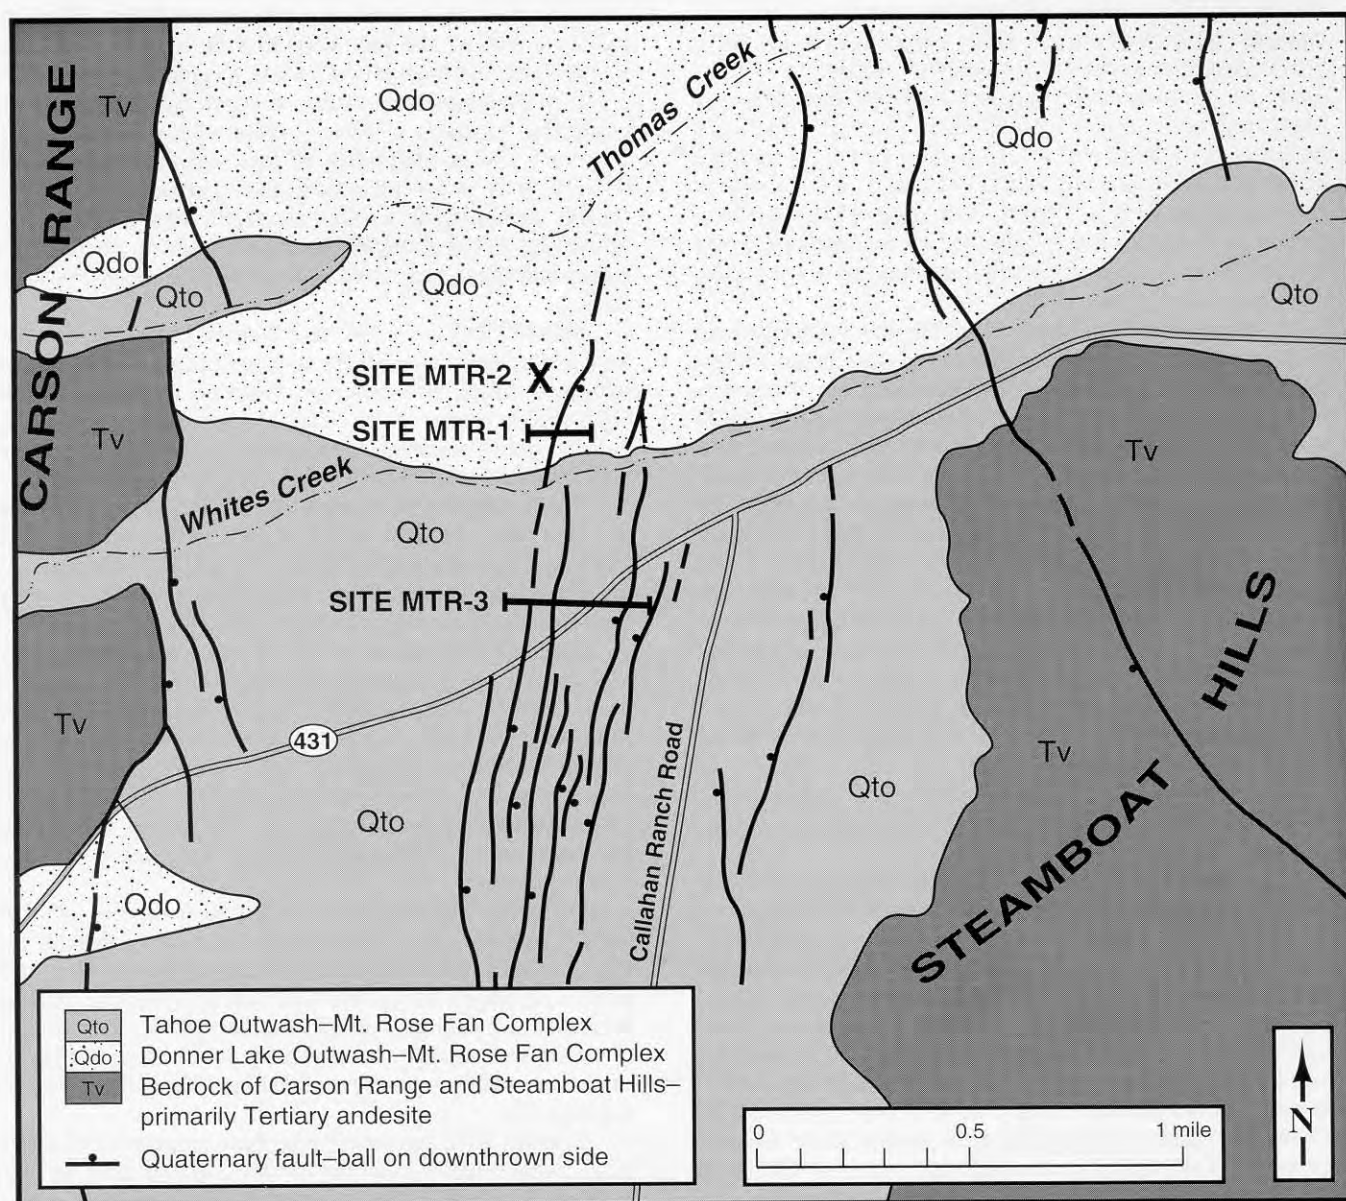 CARSON RANGE
Tv
Qdo
Thomas Creek
Qdo
Qdo
Qto
Qdo
Qto
SITE MTR-2 X
SITE MTR-1
Tv
Tv
Whites Creek
Qto
SITE MTR-3
STEAMBOAT HILLS
Tv
431
Tv
Callahan Ranch Road
Qto
Qto
Qdo
Qto Tahoe Outwash–Mt. Rose Fan Complex
Qdo Donner Lake Outwash–Mt. Rose Fan Complex
Tv Bedrock of Carson Range and Steamboat Hills–
primarily Tertiary andesite
Quaternary fault–ball on downthrown side
0 0.5 1 mile
N